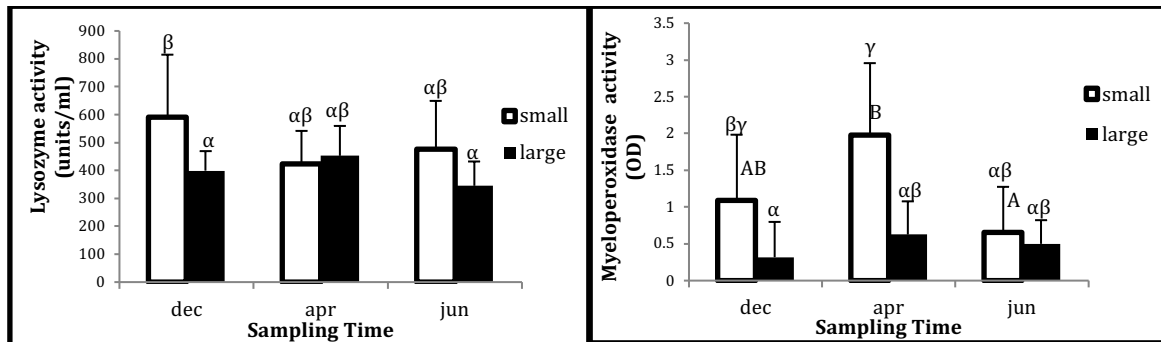 Lysozyme activity
(units/ml)
900
800
700
600
500
400
300
200
100
0
β
α
αβ
αβ
αβ
α
dec
apr
jun
Sampling Time
small
large
Myeloperoxidase activity
(OD)
3.5
3
2.5
2
1.5
1
0.5
0
βγ
AB
α
γ
B
αβ
αβ
A
αβ
dec
apr
jun
Sampling Time
small
large